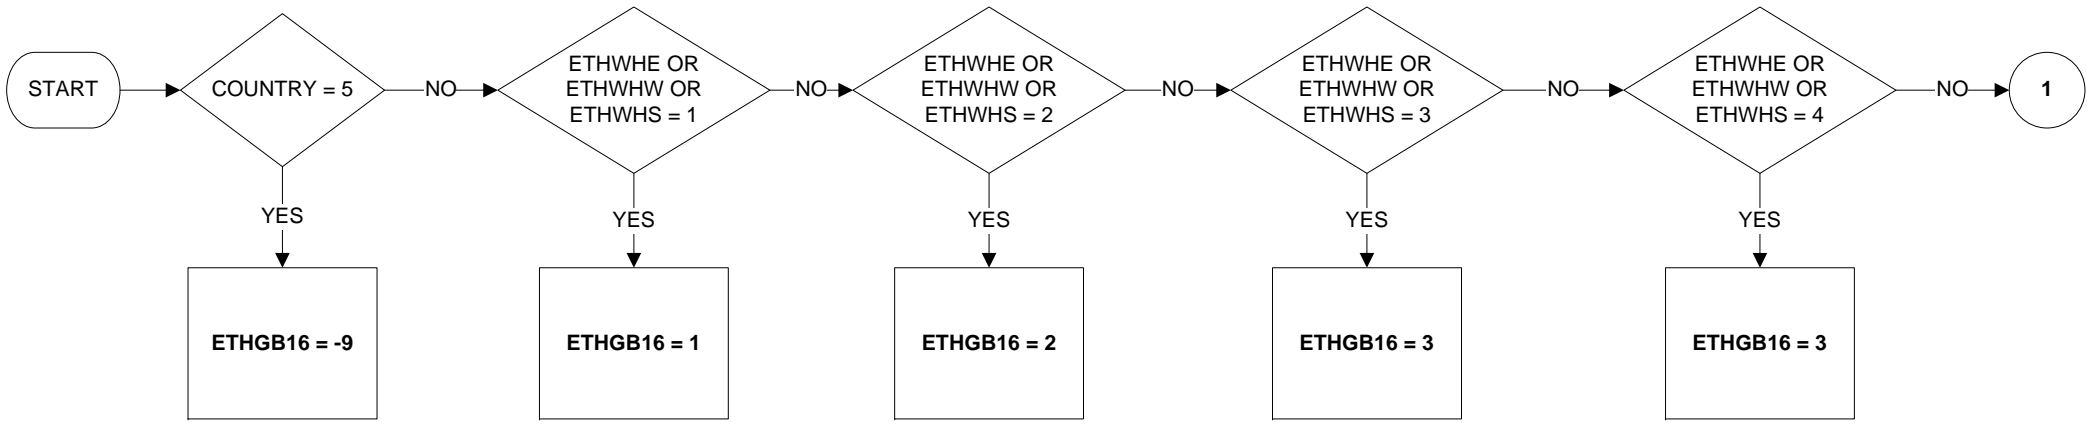 START
COUNTRY = 5
NO
ETHWHE OR
ETHWHW OR
ETHWHS = 1
NO
ETHWHE OR
ETHWHW OR
ETHWHS = 2
NO
ETHWHE OR
ETHWHW OR
ETHWHS = 3
NO
ETHWHE OR
ETHWHW OR
ETHWHS = 4
NO
1
YES
YES
YES
YES
YES
ETHGB16 = -9
ETHGB16 = 1
ETHGB16 = 2
ETHGB16 = 3
ETHGB16 = 3